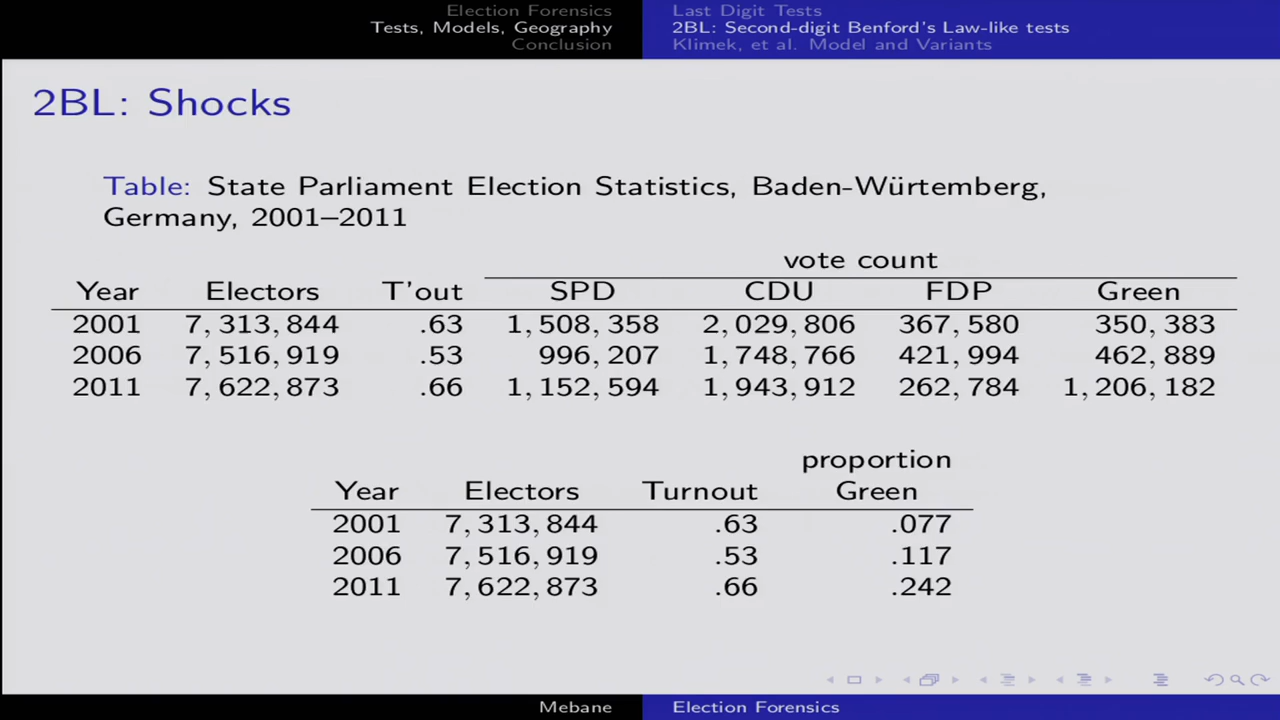 Election Forensics
Tests, Models, Geography
Conclusion
Last Digit Tests
2BL: Second-digit Benford's Law-like tests
Klimek, et al. Model and Variants
2BL: Shocks
Table: State Parliament Election Statistics, Baden-Würtemberg,
Germany, 2001–2011
vote count
Year Electors T'out SPD CDU FDP Green
2001 7, 313, 844 .63 1, 508, 358 2, 029, 806 367, 580 350, 383
2006 7, 516, 919 .53 996, 207 1, 748, 766 421, 994 462, 889
2011 7, 622, 873 .66 1, 152, 594 1, 943, 912 262, 784 1, 206, 182
proportion
Year Electors Turnout Green
2001 7, 313, 844 .63 .077
2006 7, 516, 919 .53 .117
2011 7, 622, 873 .66 .242
Mebane Election Forensics